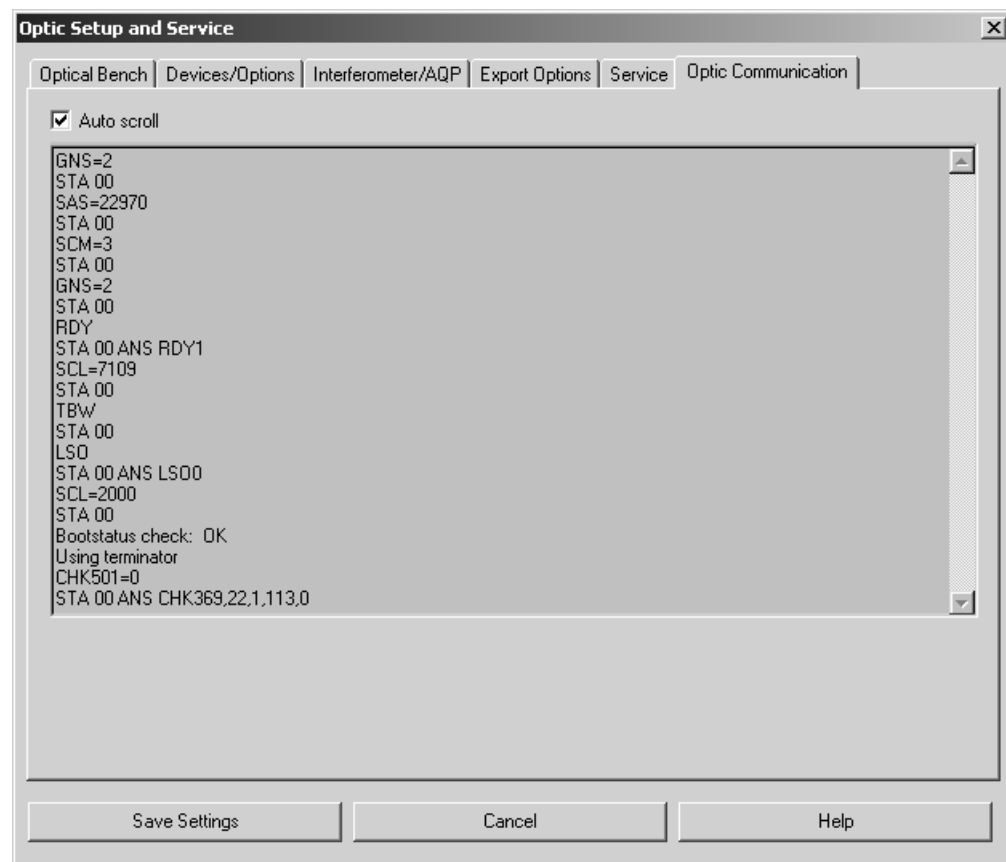 Optic Setup and Service
Optical Bench Devices/Options Interferometer/AQP Export Options Service Optic Communication
Auto scroll
GNS=2
STA 00
SAS=22970
STA 00
SCM=3
STA 00
GNS=2
STA 00
RDY
STA 00 ANS RDY1
SCL=7109
STA 00
TBW
STA 00
LSO
STA 00 ANS LSO0
SCL=2000
STA 00
Bootstatus check:  OK
Using terminator
CHK501=0
STA 00 ANS CHK369,22,1,113,0
Save Settings Cancel Help